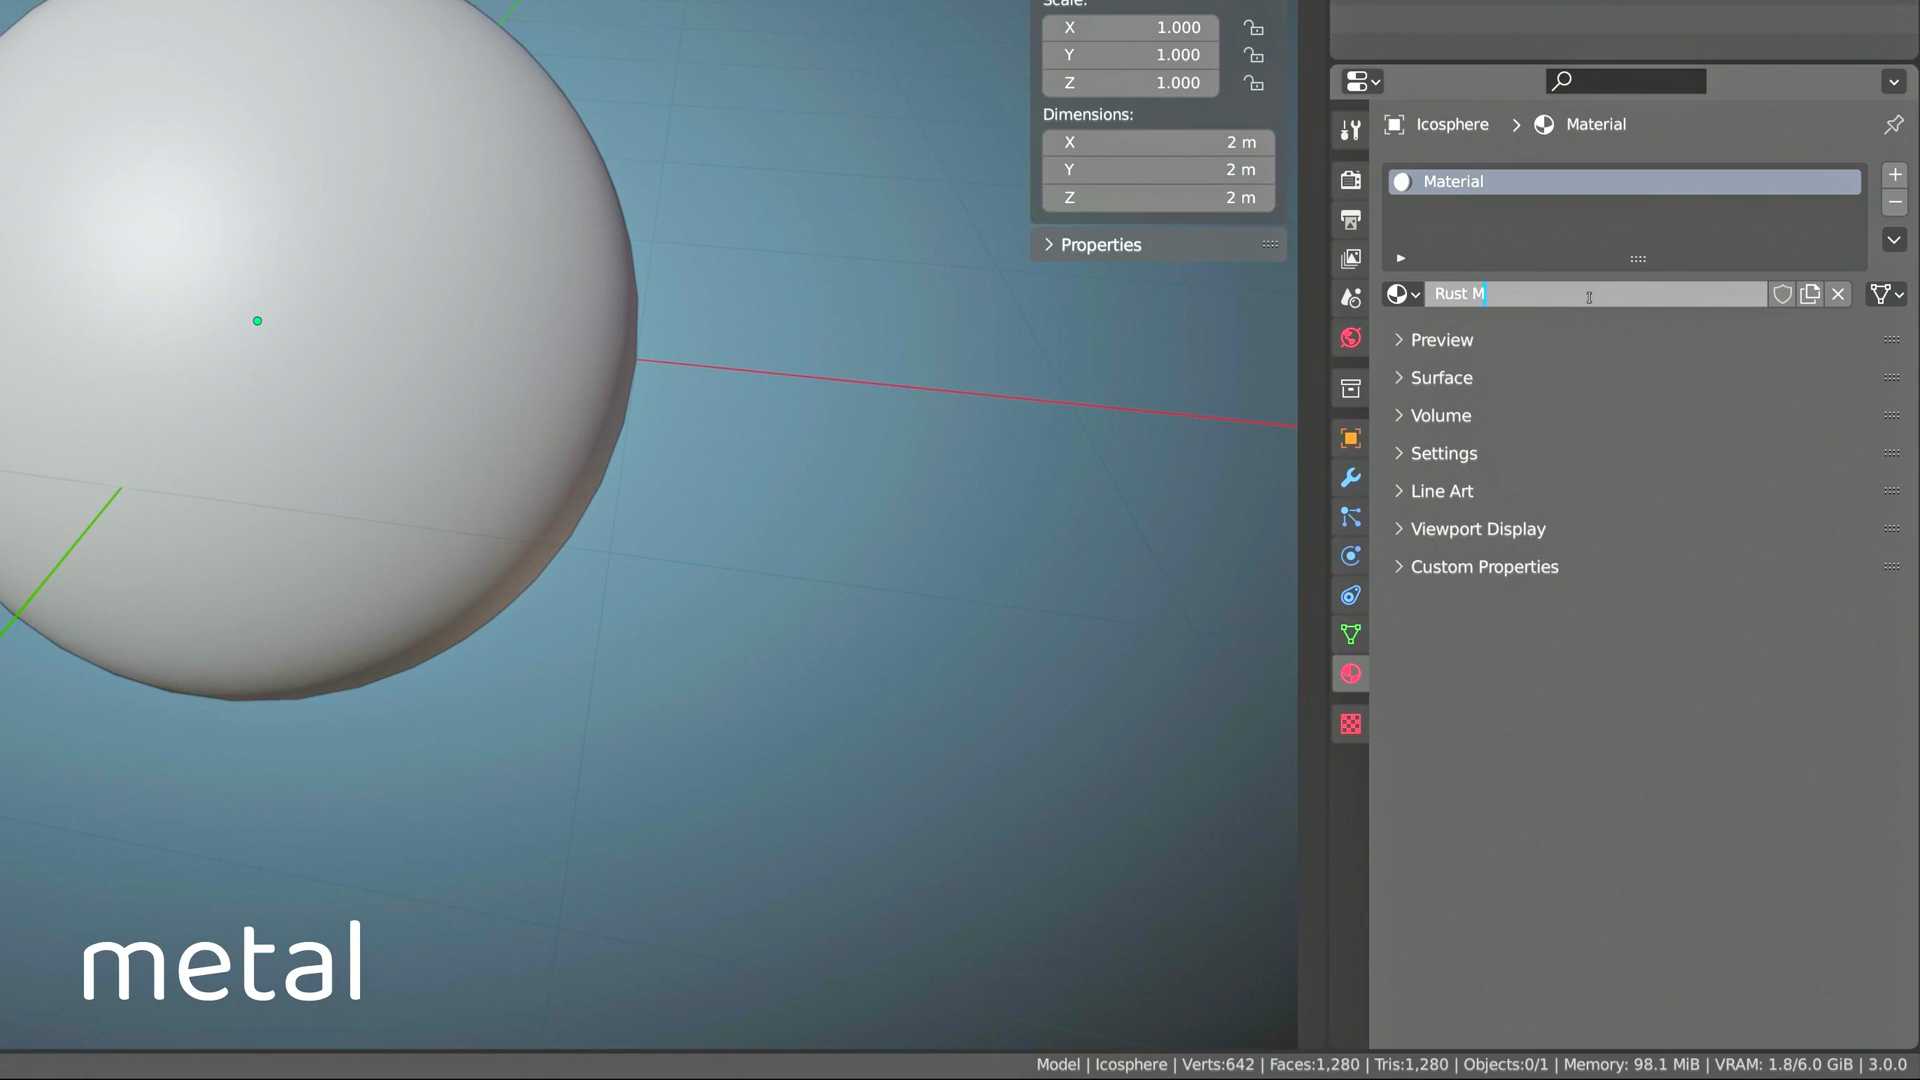 Scale:
X 1.000
Y 1.000
Z 1.000
Dimensions:
X 2 m
Y 2 m
Z 2 m
Properties
Icosphere > Material
Material
Rust M
Preview
Surface
Volume
Settings
Line Art
Viewport Display
Custom Properties
metal
Model | Icosphere | Verts:642 | Faces:1,280 | Tris:1,280 | Objects:0/1 | Memory: 98.1 MiB | VRAM: 1.8/6.0 GiB | 3.0.0